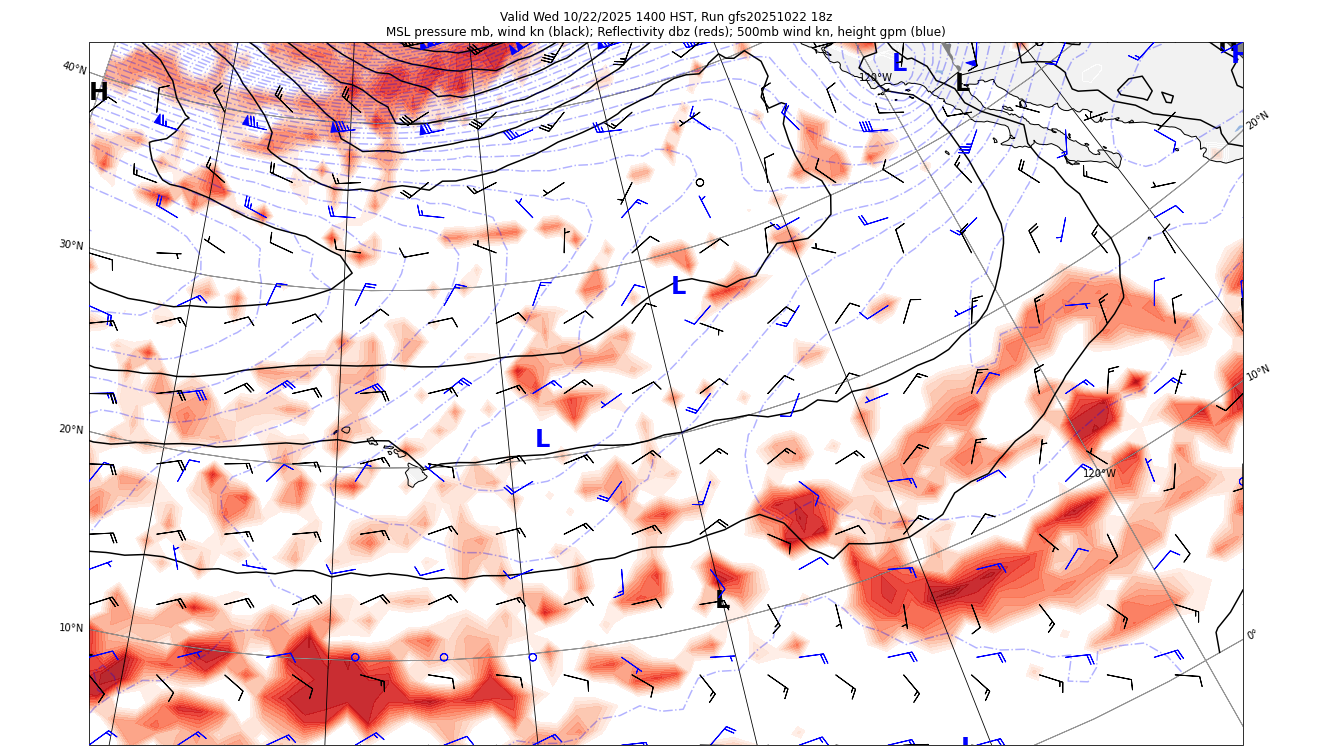 Valid Wed 10/22/2025 1400 HST, Run gfs20251022 18z
MSL pressure mb, wind kn (black); Reflectivity dbz (reds); 500mb wind kn, height gpm (blue)
40°N
H
L
L
120°W
20°N
30°N
L
10°N
20°N
L
120°W
L
10°N
0°
L